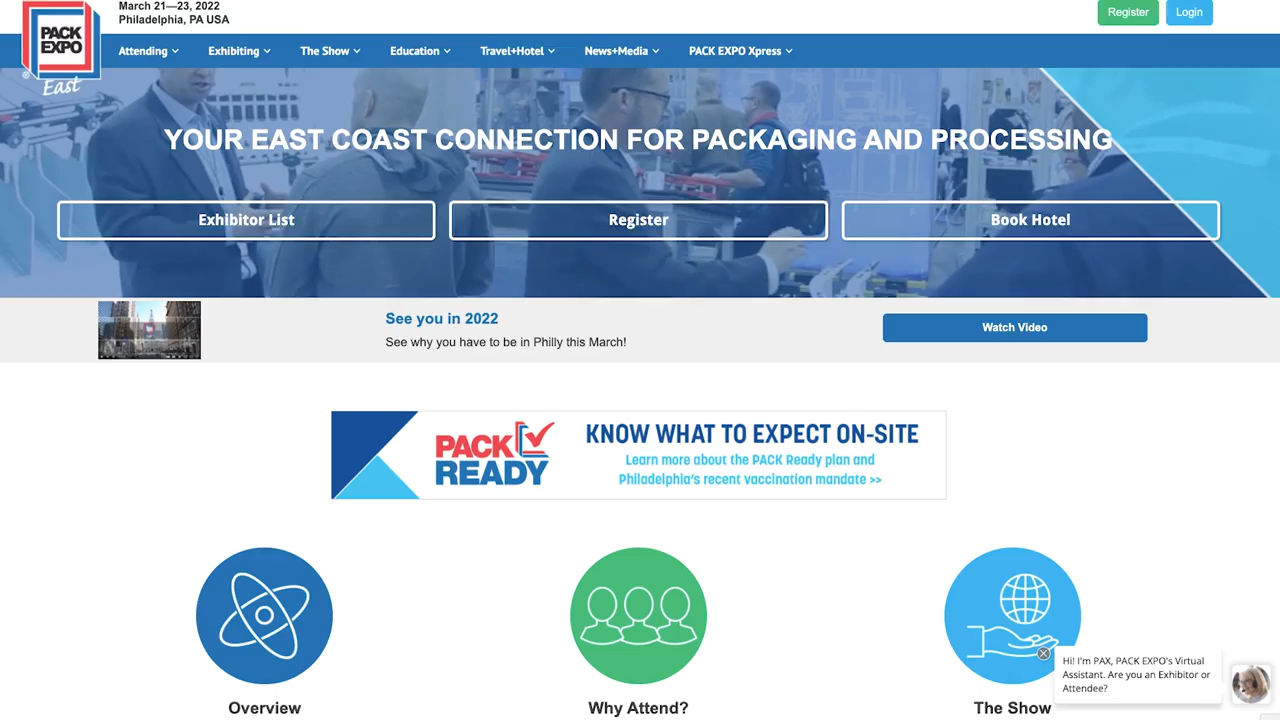 March 21—23, 2022
Philadelphia, PA USA
Register
Login
PACK
EXPO
®
East
Attending
Exhibiting
The Show
Education
Travel+Hotel
News+Media
PACK EXPO Xpress
YOUR EAST COAST CONNECTION FOR PACKAGING AND PROCESSING
Exhibitor List
Register
Book Hotel
See you in 2022
See why you have to be in Philly this March!
Watch Video
PACK
READY
KNOW WHAT TO EXPECT ON-SITE
Learn more about the PACK Ready plan and
Philadelphia's recent vaccination mandate >>
Overview
Why Attend?
The Show
Hi! I'm PAX, PACK EXPO's Virtual
Assistant. Are you an Exhibitor or
Attendee?